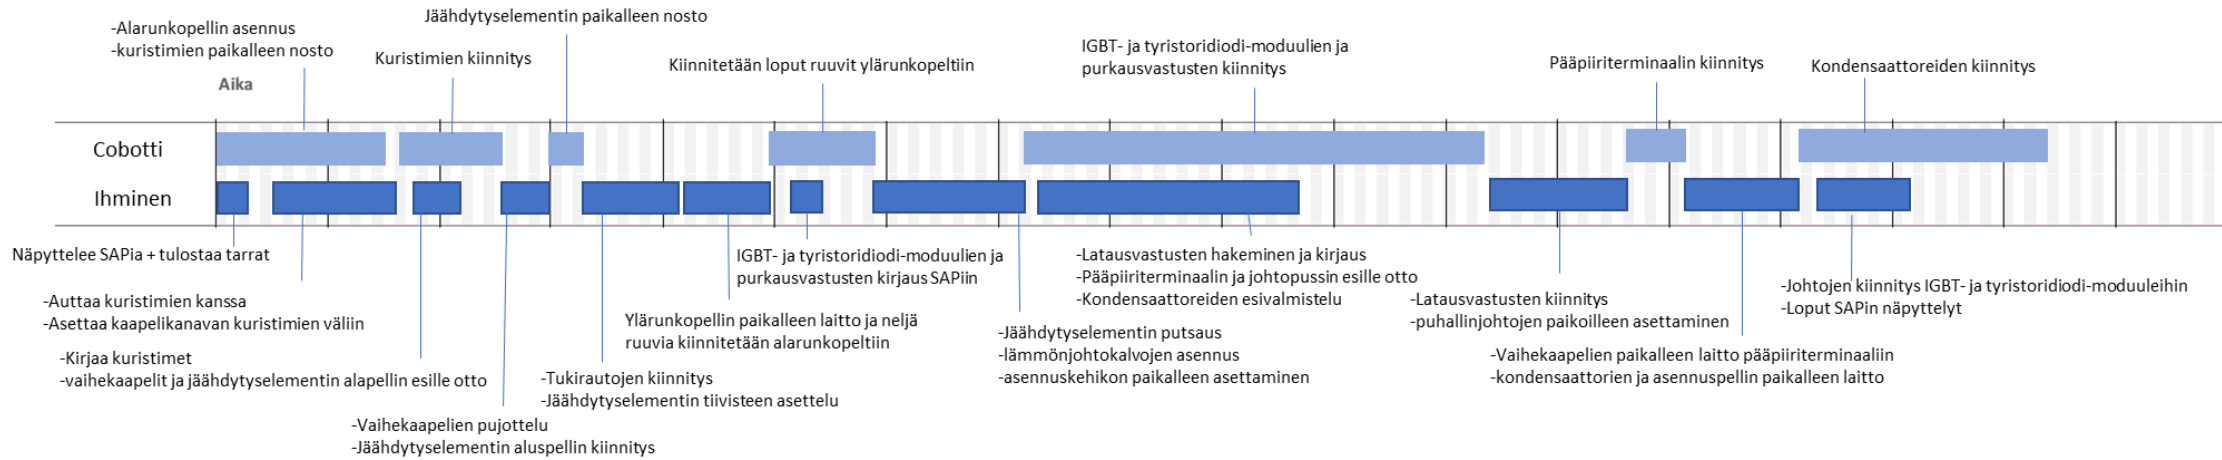 Jäähdytyselementin paikalleen nosto
-Alarunkopellin asennus
-kuristimien paikalleen nosto
Kuristimien kiinnitys
Kiinnitetään loput ruuvit ylärunkopeltiin
IGBT- ja tyristoridiodi-moduulien ja
purkausvastusten kiinnitys
Pääpiiriterminaalin kiinnitys
Kondensaattoreiden kiinnitys
Aika
Cobotti
Ihminen
Näpyttelee SAPia + tulostaa tarrat
-Auttaa kuristimien kanssa
-Asettaa kaapelikanavan kuristimien väliin
-Kirjaa kuristimet
-vaihekaapelit ja jäähdytyselementin alapellin esille otto
-Vaihekaapelien pujottelu
-Jäähdytyselementin aluspellin kiinnitys
-Tukirautojen kiinnitys
-Jäähdytyselementin tiivisteen asettelu
Ylärunkopellin paikalleen laitto ja neljä
ruuvia kiinnitetään alarunkopeltiin
IGBT- ja tyristoridiodi-moduulien ja
purkausvastusten kirjaus SAPiin
-Jäähdytyselementin putsaus
-lämmönjohtokalvojen asennus
-asennuskehikon paikalleen asettaminen
-Latausvastusten hakeminen ja kirjaus
-Pääpiiriterminaalin ja johtopussin esille otto
-Kondensaattoreiden esivalmistelu
-Latausvastusten kiinnitys
-puhallinjohtojen paikoilleen asettaminen
-Vaihekaapelien paikalleen laitto pääpiiriterminaaliin
-kondensaattorien ja asennuspellin paikalleen laitto
-Johtojen kiinnitys IGBT- ja tyristoridiodi-moduuleihin
-Loput SAPin näpyttelyt